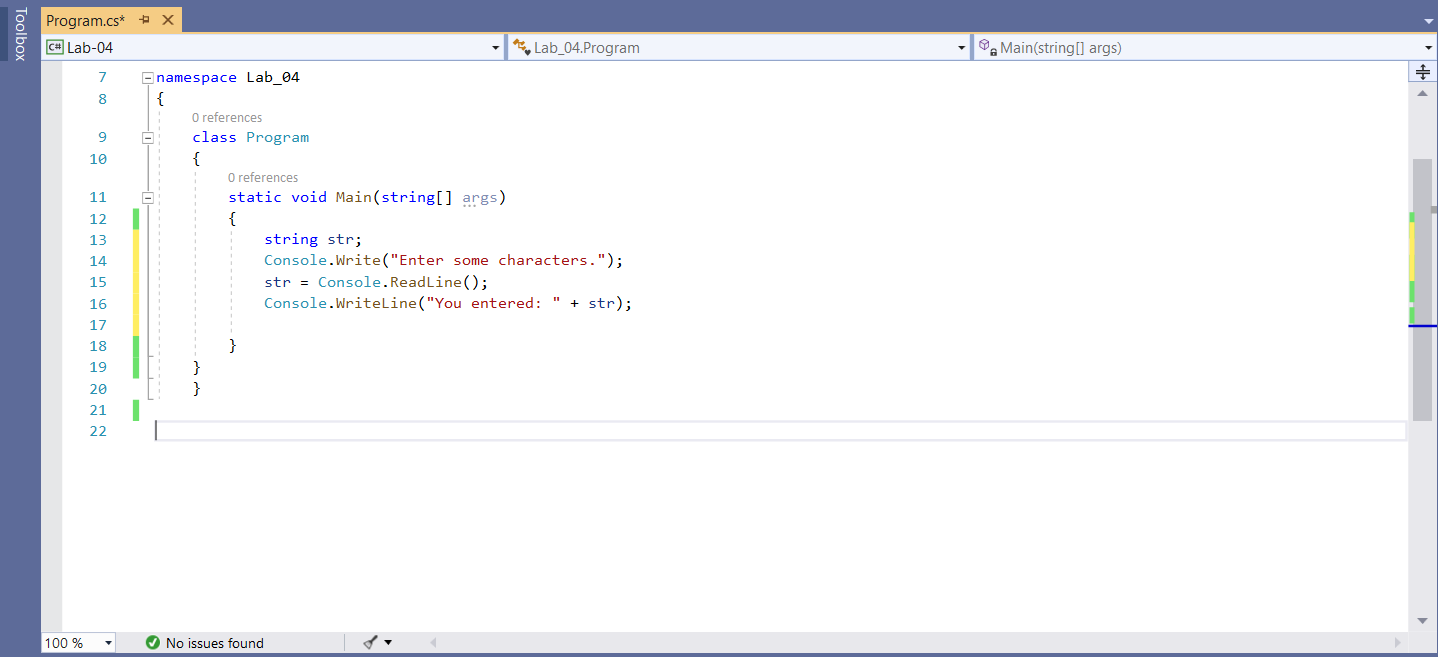 Toolbox
Program.cs*
C# Lab-04 Lab_04.Program Main(string[] args)
7 namespace Lab_04
8 {
0 references
9 class Program
10 {
0 references
11 static void Main(string[] args)
12 {
13 string str;
14 Console.Write("Enter some characters.");
15 str = Console.ReadLine();
16 Console.WriteLine("You entered: " + str);
17
18 }
19 }
20 }
21
22
100 % No issues found